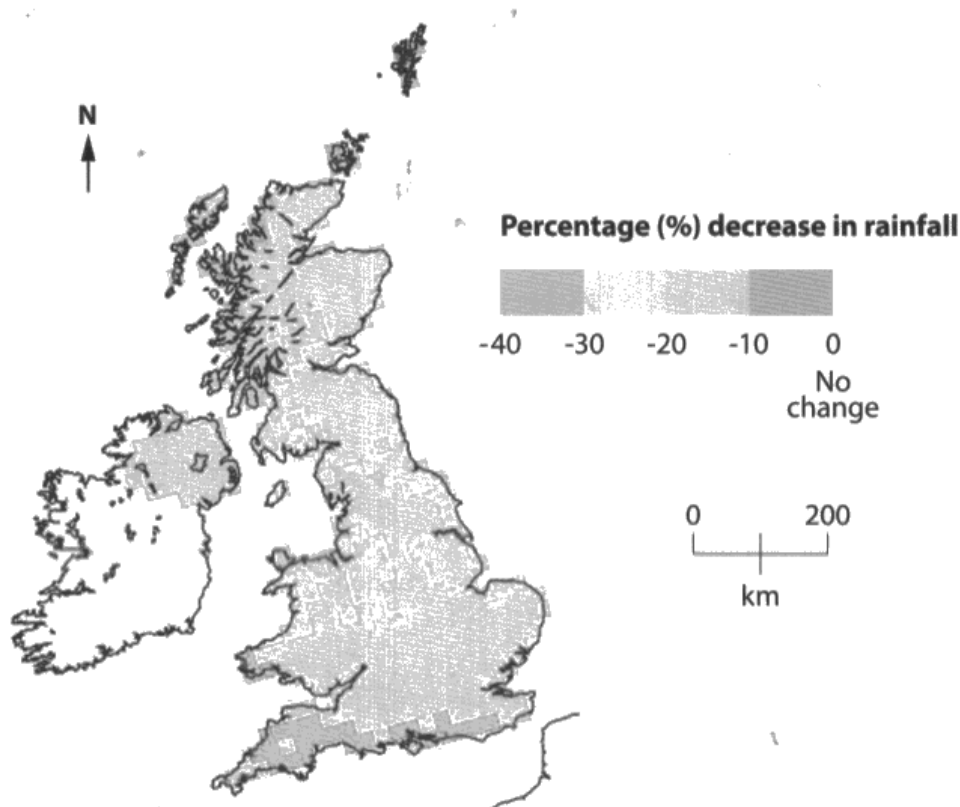 N
Percentage (%) decrease in rainfall
-40 -30 -20 -10 0
No
change
0 200
km